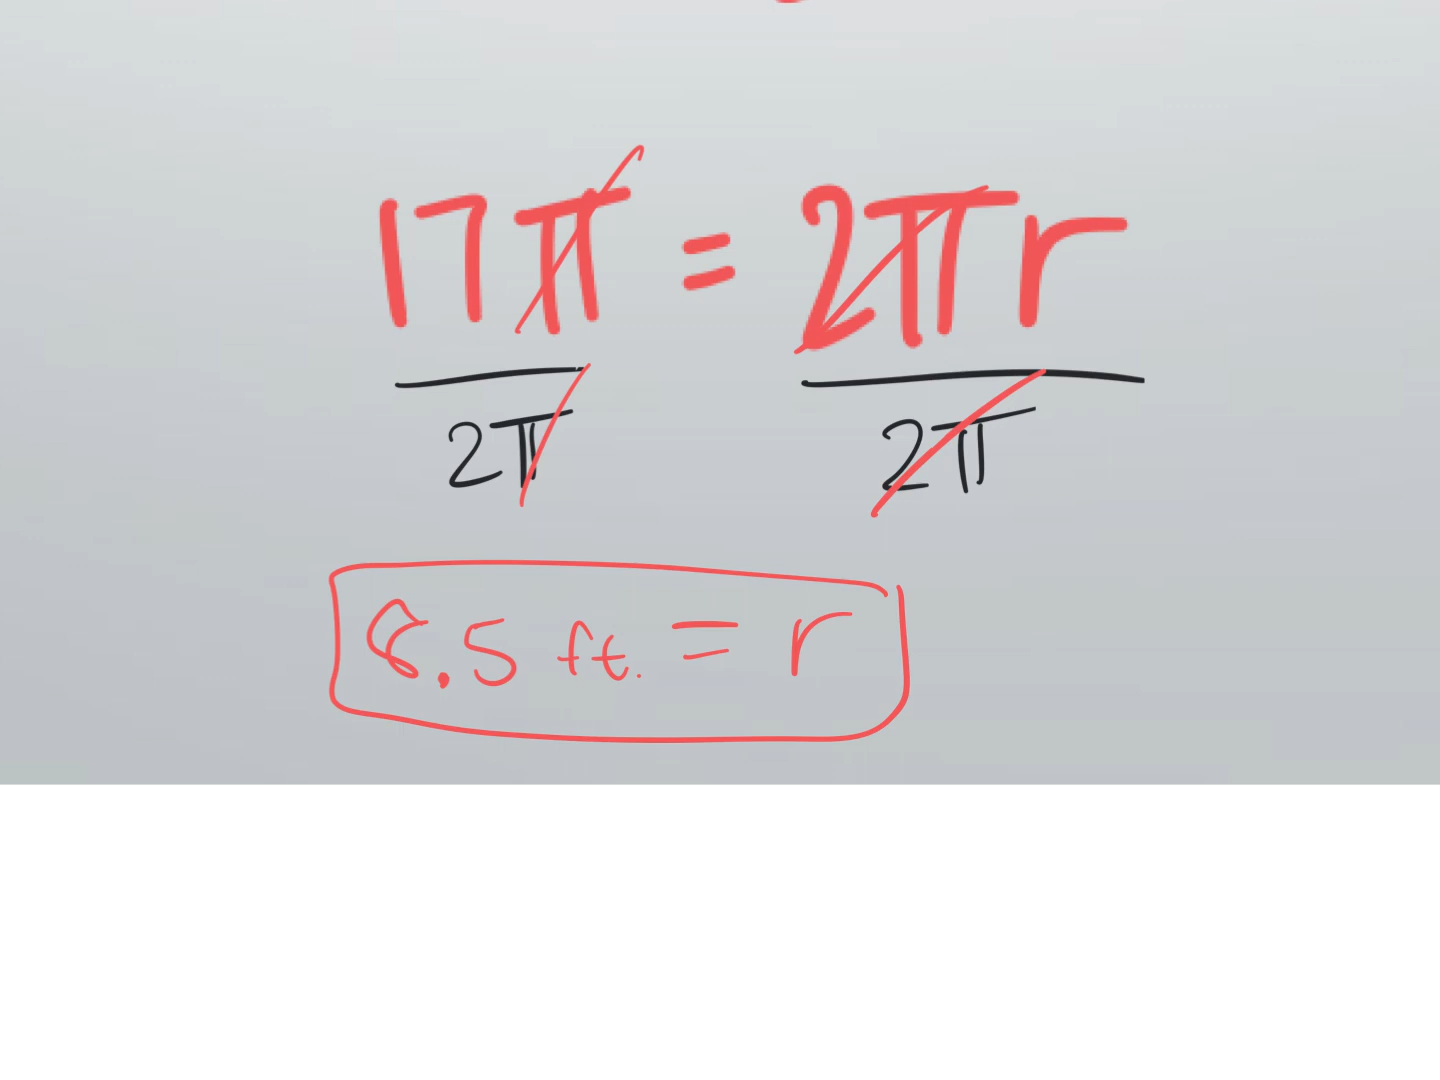 17π = 2πr
2π 2π
8.5 ft. = r